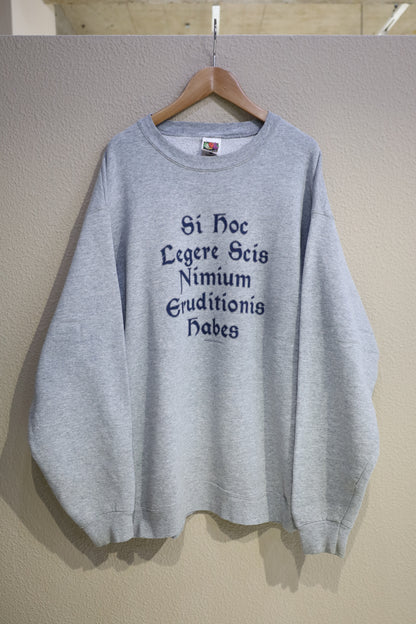 Si Hoc
Legere Scis
Nimium
Eruditionis
Habes